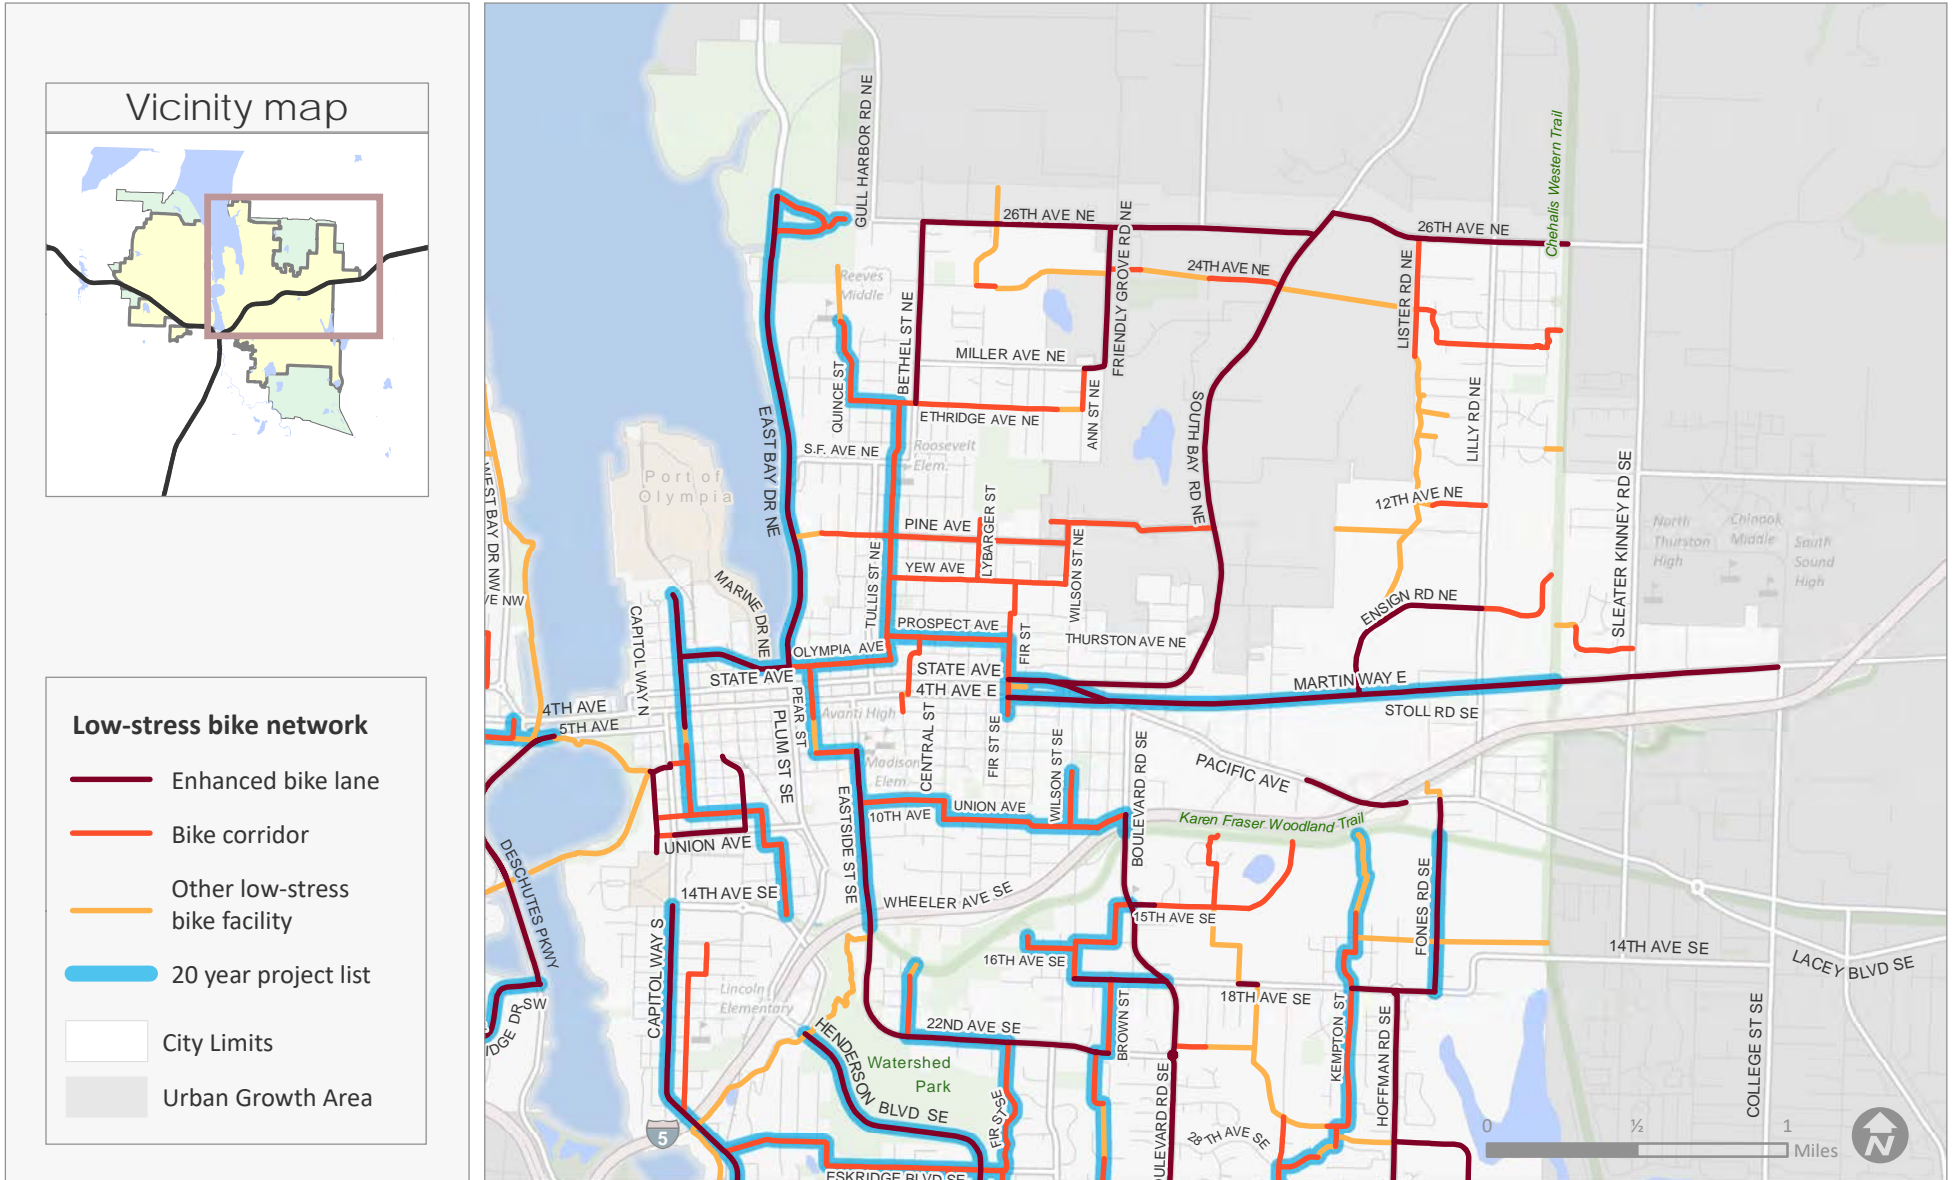 Vicinity map
Low-stress bike network
Enhanced bike lane
Bike corridor
Other low-stress
bike facility
20 year project list
City Limits
Urban Growth Area
GULL HARBOR RD NE
26TH AVE NE
FRIENDLY GROVE RD NE
26TH AVE NE
Chehalis Western Trail
24TH AVE NE
LISTER RD NE
Reeves
Middle
BETHEL ST NE
MILLER AVE NE
QUINCE ST
ETHRIDGE AVE NE
ANN ST NE
SOUTH BAY RD NE
LILLY RD NE
EAST BAY DR NE
S.F. AVE NE
Roosevelt
Elem.
Port of
Olympia
WEST BAY DR NW
LYBARGER ST
12TH AVE NE
SLEATER KINNEY RD SE
PINE AVE
North
Thurston
High
Chinook
Middle
South
Sound
High
TULLIS ST NE
YEW AVE
WILSON ST NE
MARINE DR NE
VE NW
ENSIGN RD NE
CAPITOL WAY N
PROSPECT AVE
FIR ST
THURSTON AVE NE
OLYMPIA AVE
STATE AVE
STATE AVE
4TH AVE E
MARTIN WAY E
STOLL RD SE
4TH AVE
5TH AVE
PEAR ST
PLUM ST SE
Avanti High
CENTRAL ST
FIR ST SE
WILSON ST SE
BOULEVARD RD SE
PACIFIC AVE
Madison
Elem.
EASTSIDE ST SE
UNION AVE
10TH AVE
Karen Fraser Woodland Trail
UNION AVE
DESCHUTES PKWY
SW
14TH AVE SE
WHEELER AVE SE
15TH AVE SE
FONES RD SE
14TH AVE SE
LACEY BLVD SE
CAPITOL WAY S
16TH AVE SE
18TH AVE SE
Lincoln
Elementary
HENDERSON
BLVD SE
22ND AVE SE
BROWN ST
KEMPTON ST
HOFFMAN RD SE
COLLEGE ST SE
Watershed
Park
FIR ST SE
ULEVARD RD SE
28TH AVE SE
ESKRIDGE BLVD SE
5
0
½
1
Miles
N